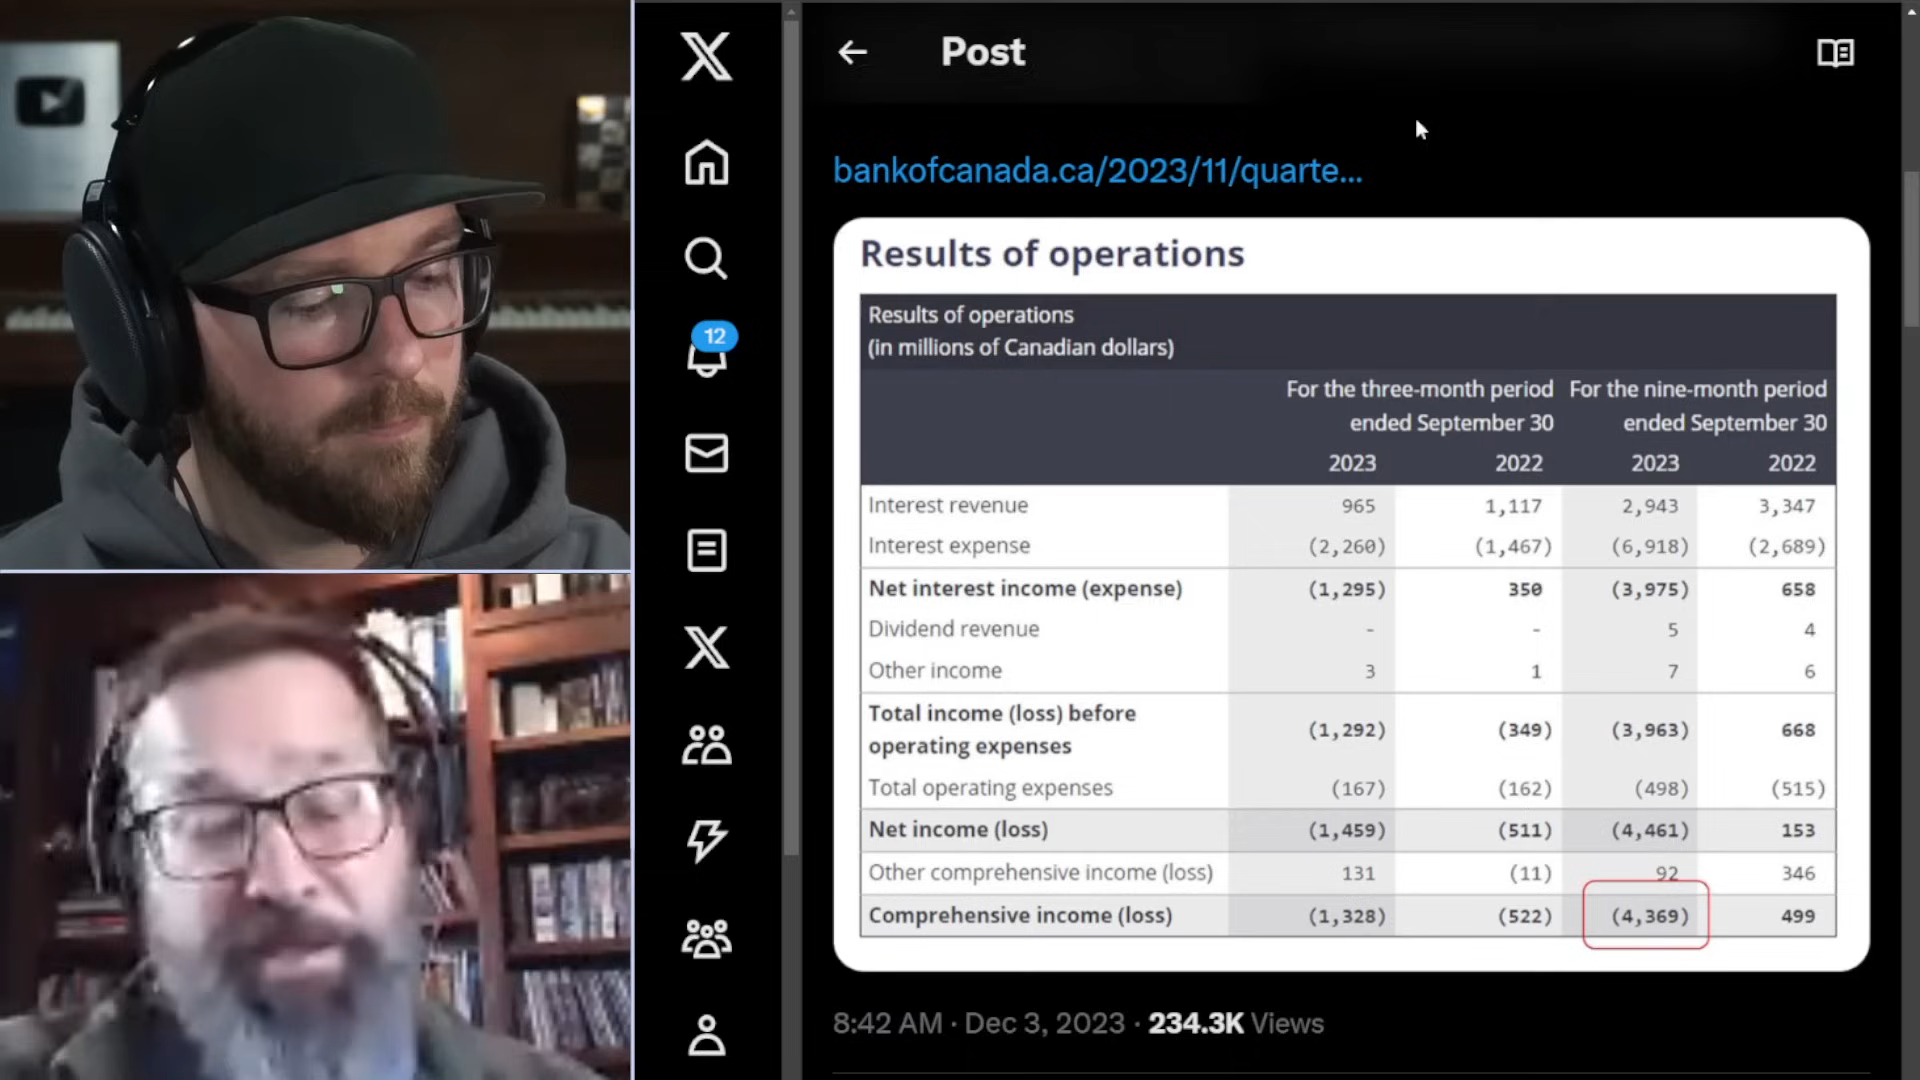 Post
12
bankofcanada.ca/2023/11/quarte...
Results of operations
Results of operations
(in millions of Canadian dollars)
For the three-month period ended September 30 For the nine-month period ended September 30
2023 2022 2023 2022
Interest revenue 965 1,117 2,943 3,347
Interest expense (2,260) (1,467) (6,918) (2,689)
Net interest income (expense) (1,295) 350 (3,975) 658
Dividend revenue - - 5 4
Other income 3 1 7 6
Total income (loss) before
operating expenses (1,292) (349) (3,963) 668
Total operating expenses (167) (162) (498) (515)
Net income (loss) (1,459) (511) (4,461) 153
Other comprehensive income (loss) 131 (11) 92 346
Comprehensive income (loss) (1,328) (522) (4,369) 499
8:42 AM · Dec 3, 2023 · 234.3K Views